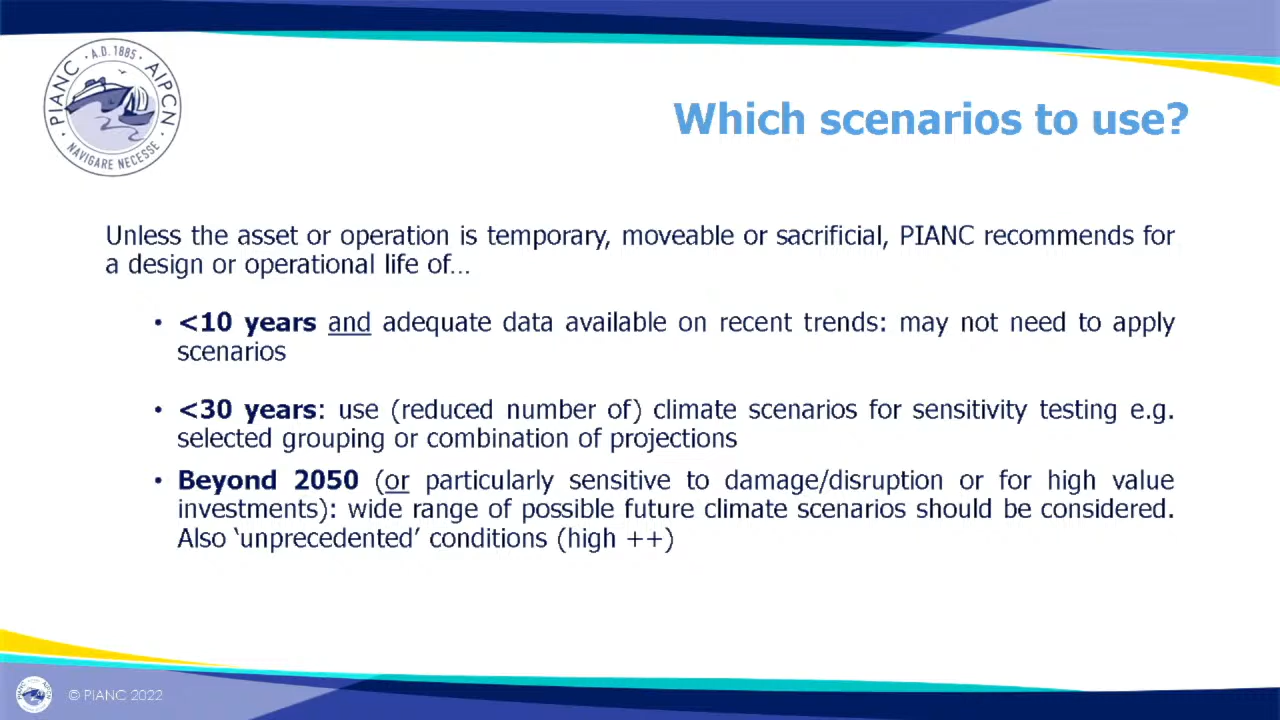 PIANC · A.D. 1885 · AIPCN
NAVIGARE NECESSE
Which scenarios to use?
Unless the asset or operation is temporary, moveable or sacrificial, PIANC recommends for
a design or operational life of…
• <10 years and adequate data available on recent trends: may not need to apply
scenarios
• <30 years: use (reduced number of) climate scenarios for sensitivity testing e.g.
selected grouping or combination of projections
• Beyond 2050 (or particularly sensitive to damage/disruption or for high value
investments): wide range of possible future climate scenarios should be considered.
Also ‘unprecedented’ conditions (high ++)
© PIANC 2022